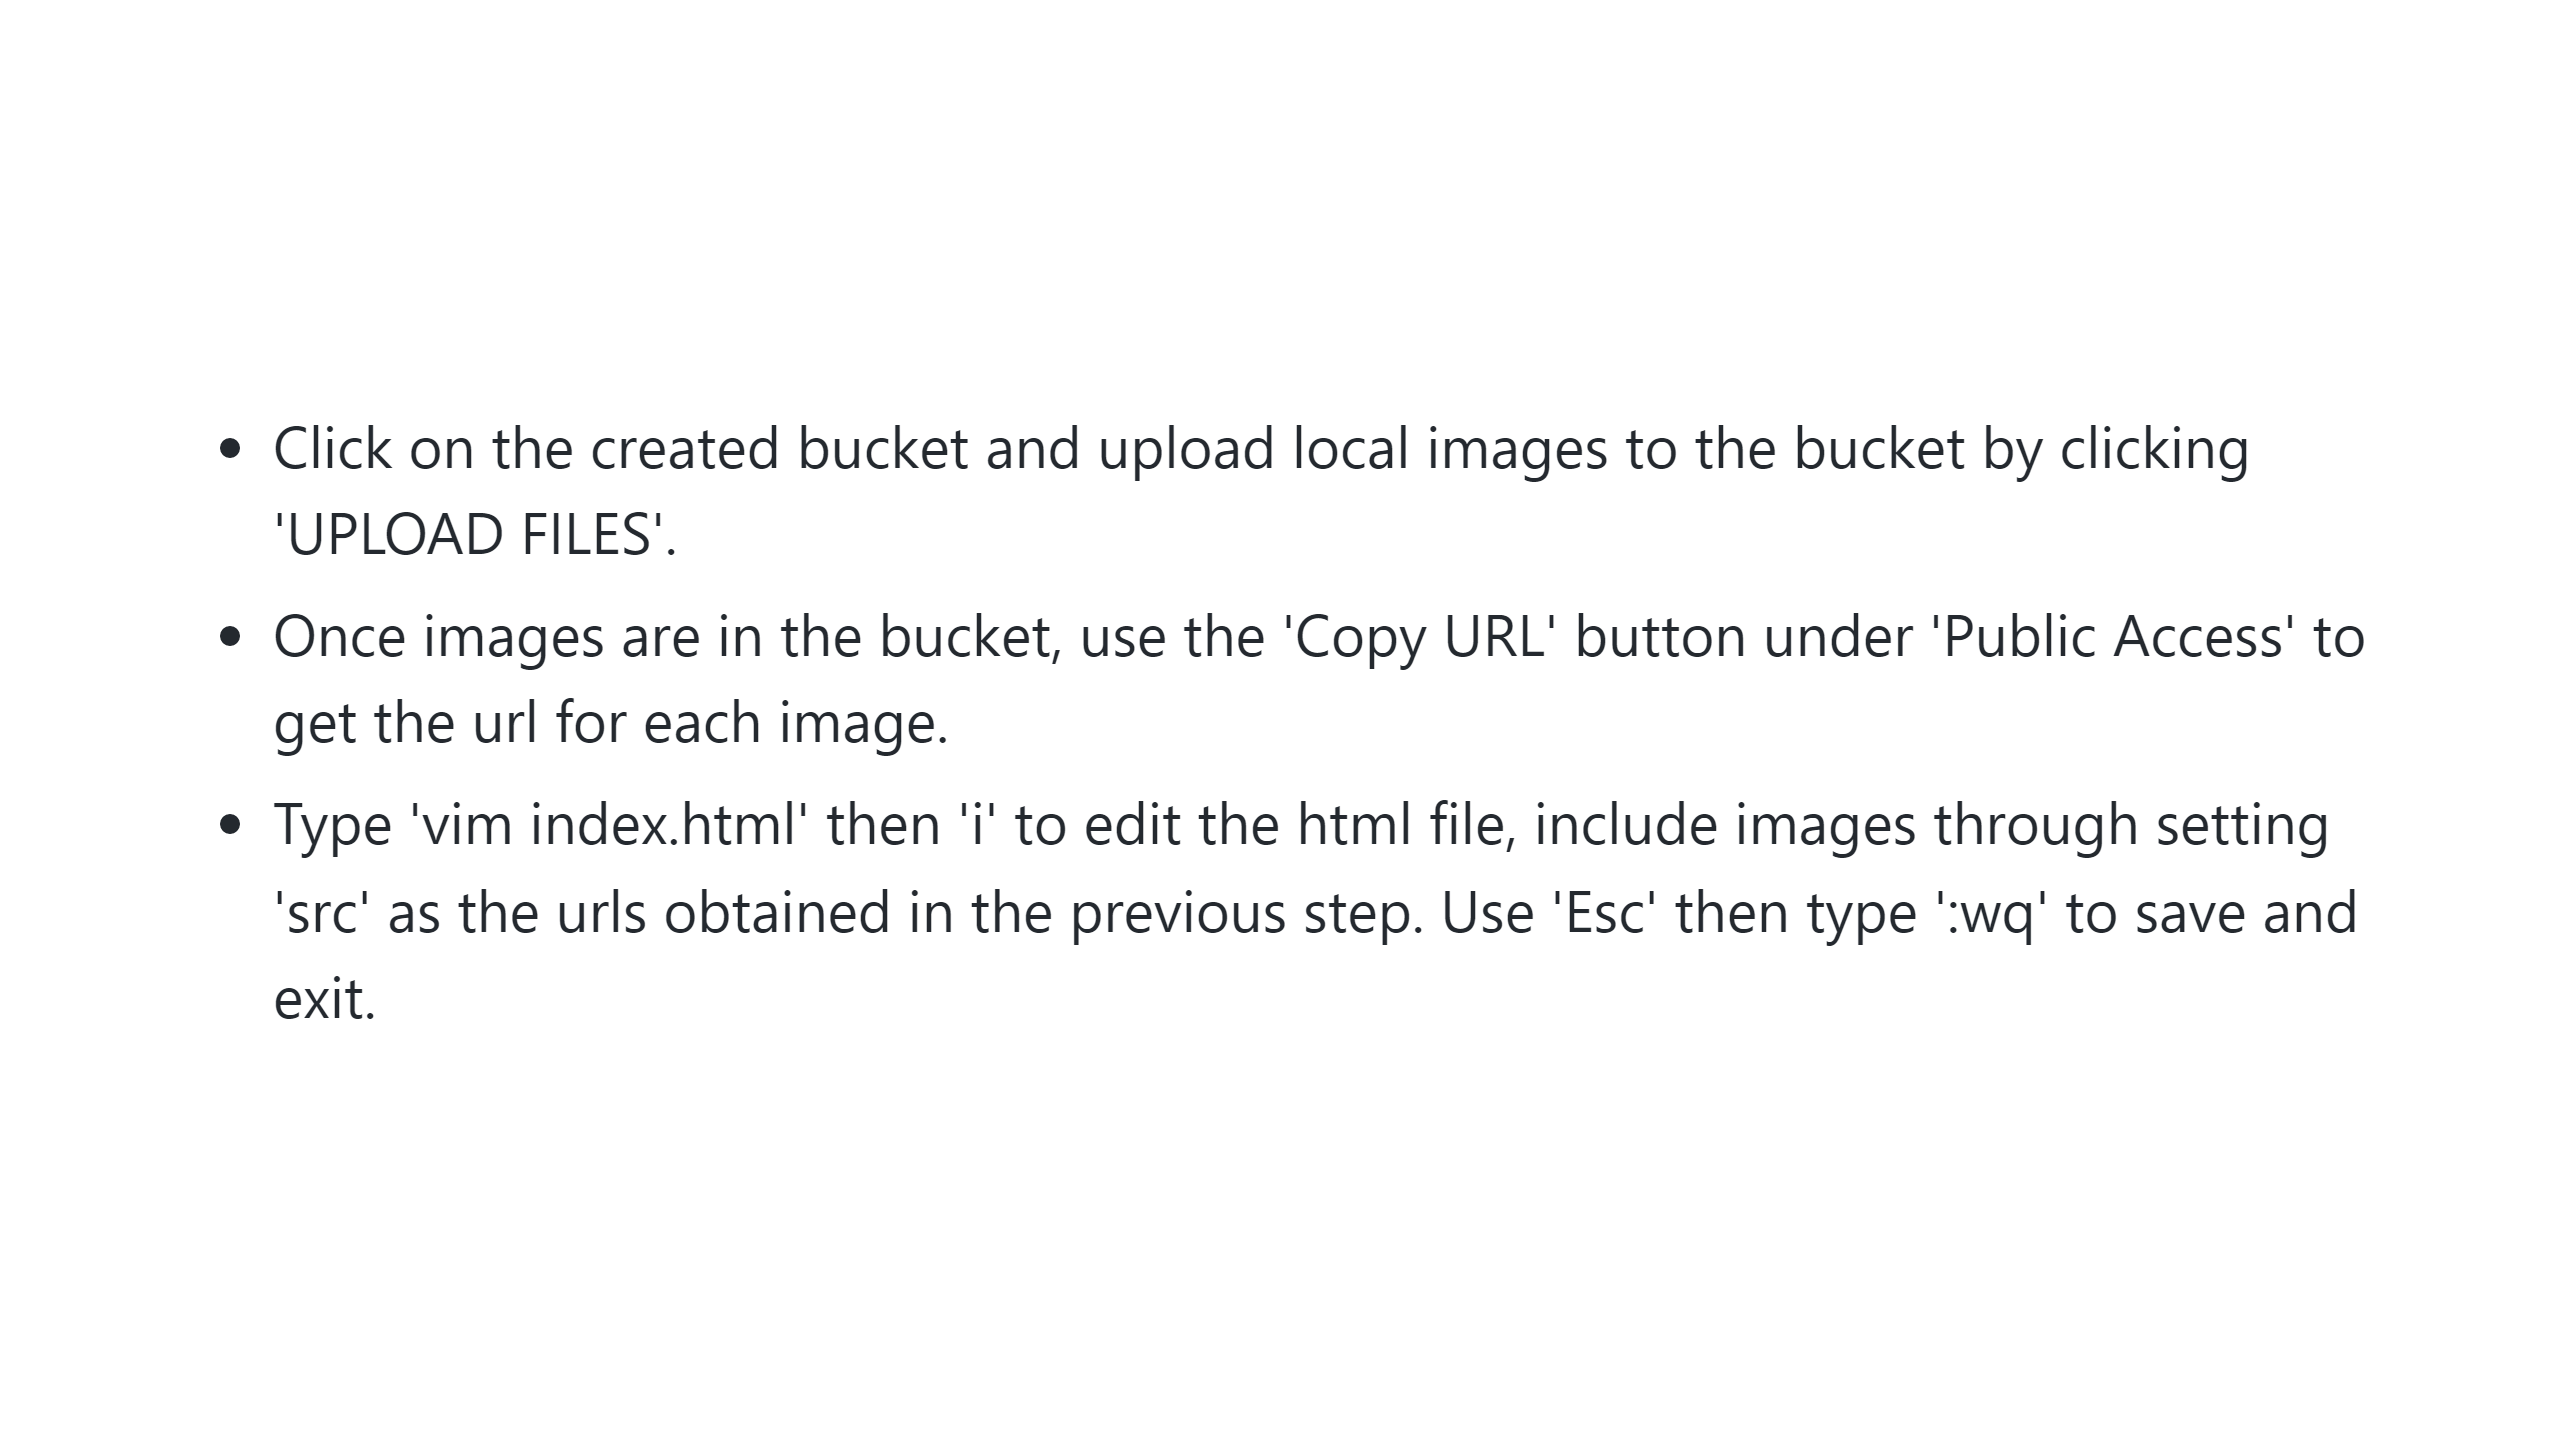 • Click on the created bucket and upload local images to the bucket by clicking
'UPLOAD FILES'.
• Once images are in the bucket, use the 'Copy URL' button under 'Public Access' to
get the url for each image.
• Type 'vim index.html' then 'i' to edit the html file, include images through setting
'src' as the urls obtained in the previous step. Use 'Esc' then type ':wq' to save and
exit.